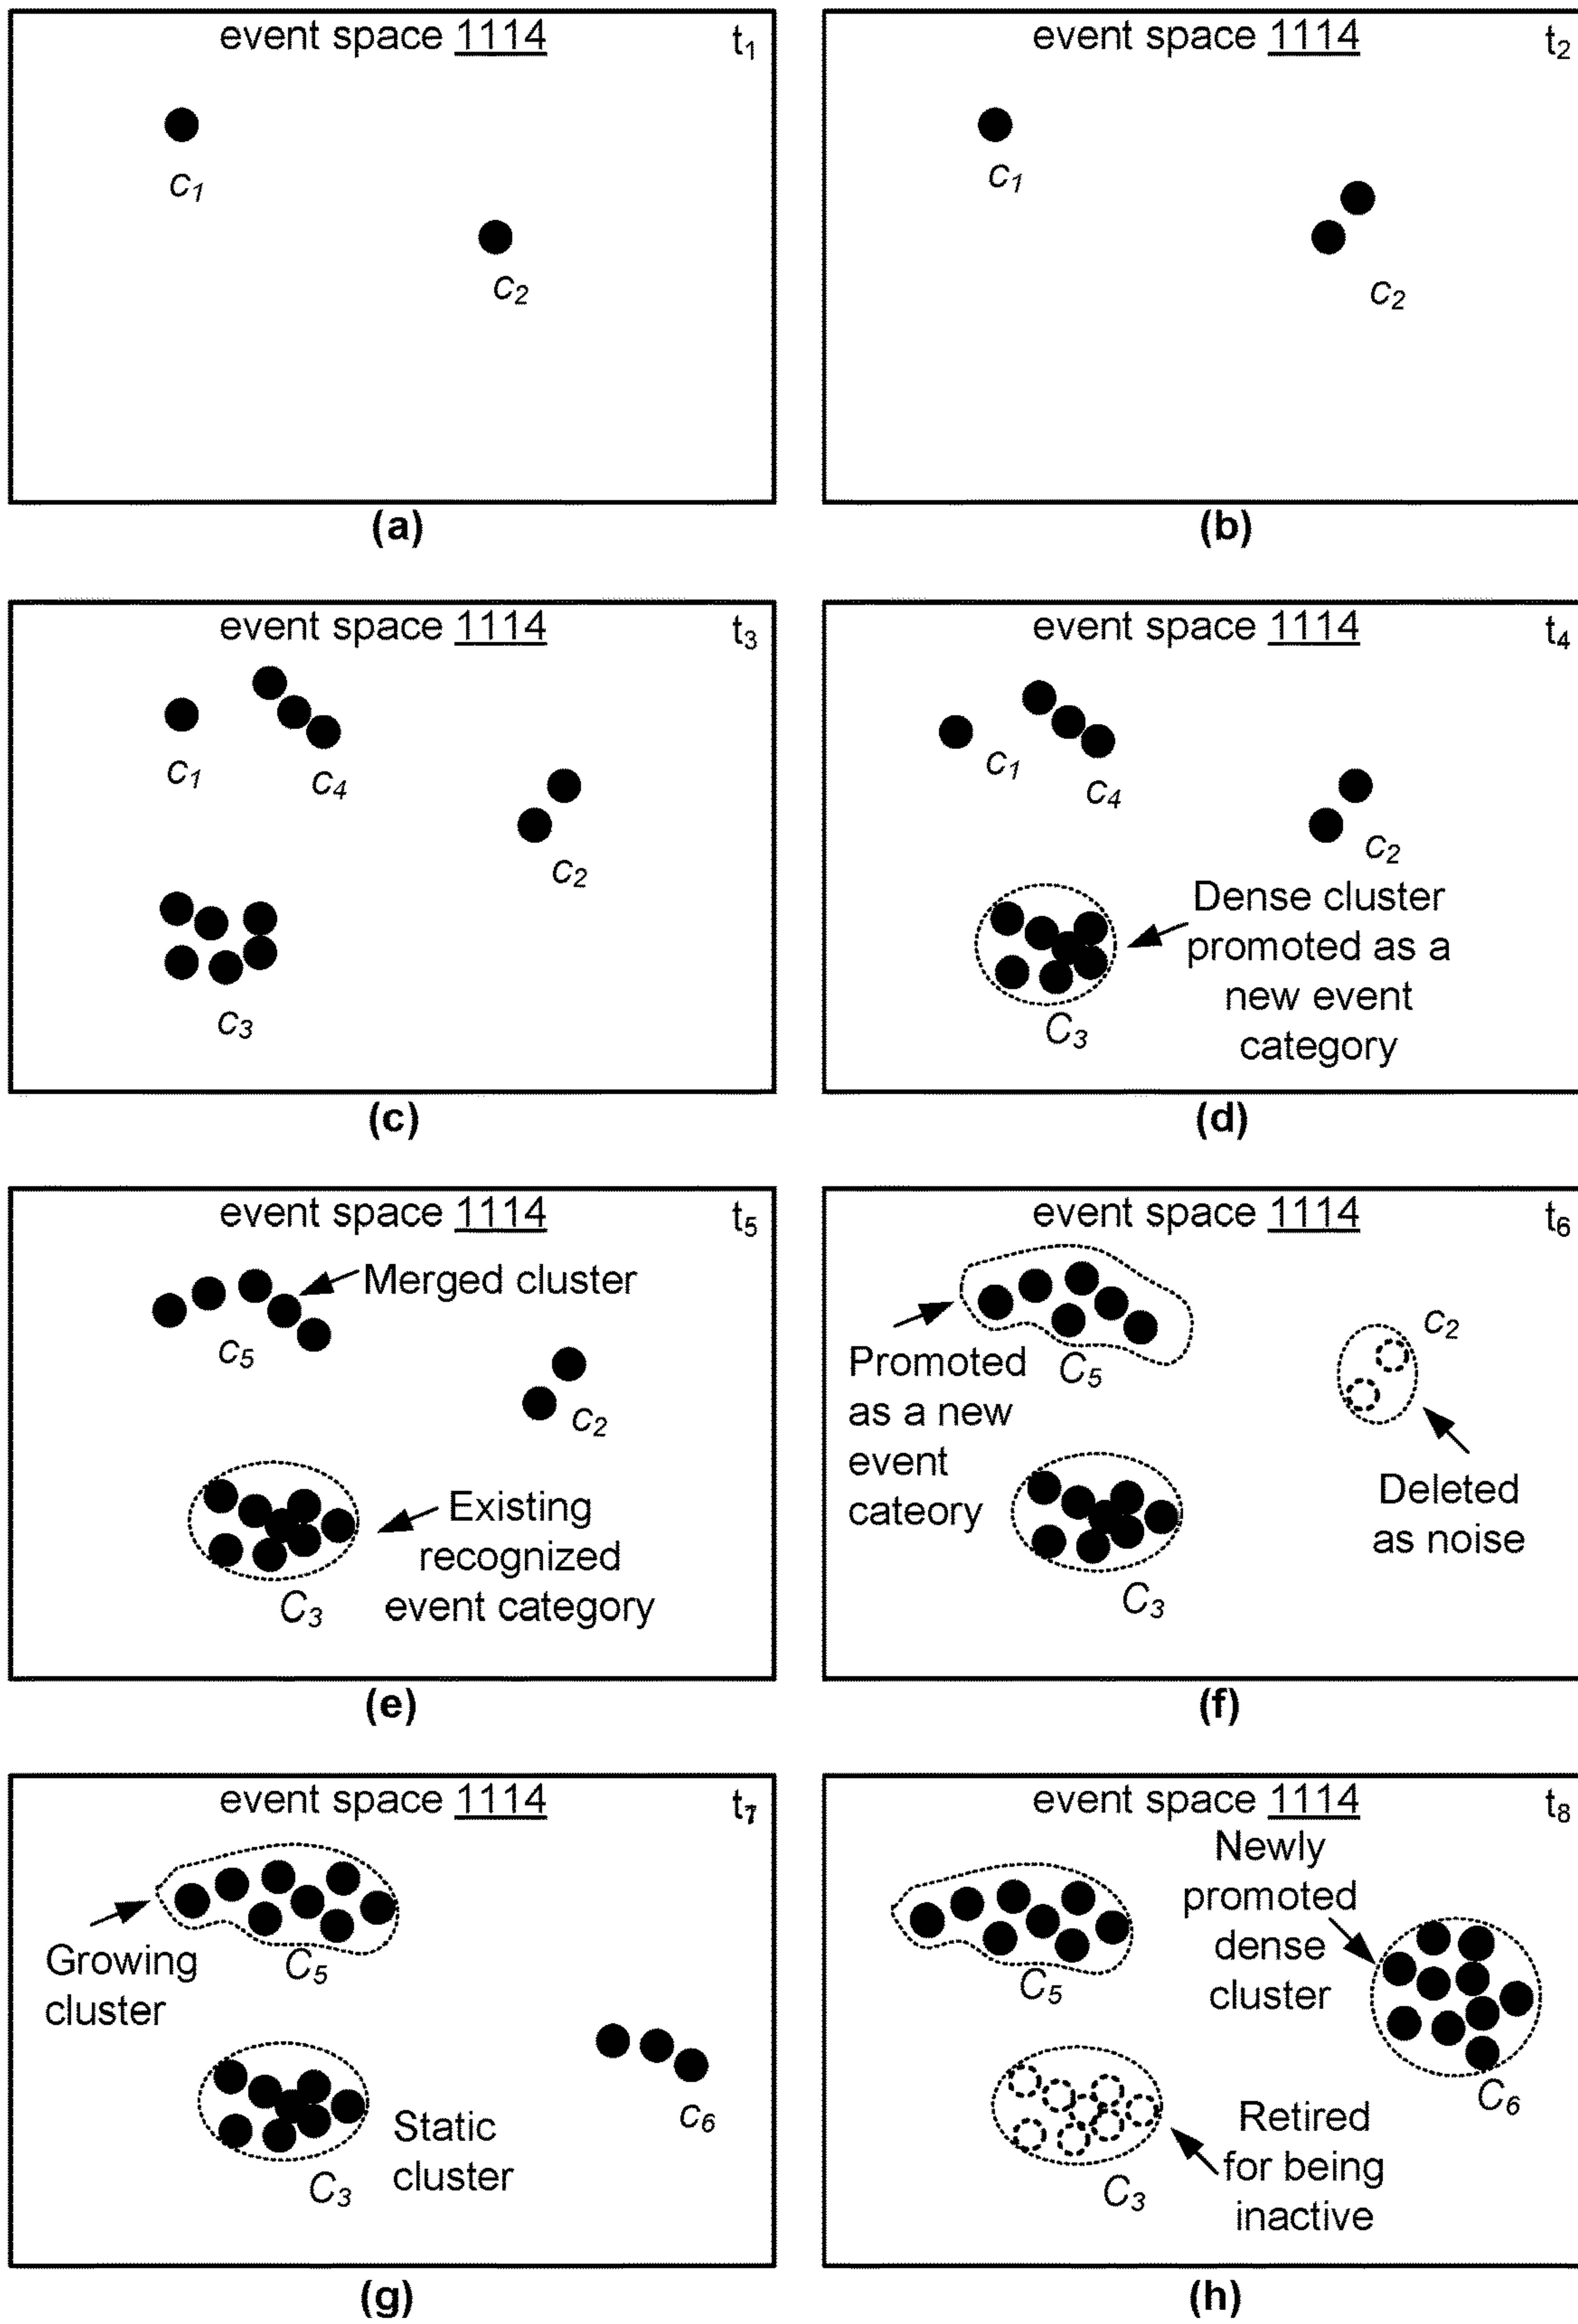 event space 1114 t1
c1
c2
(a)
event space 1114 t2
c1
c2
(b)
event space 1114 t3
c1
c4
c2
c3
(c)
event space 1114 t4
c1
c4
c2
Dense cluster
promoted as a
new event
category
C3
(d)
event space 1114 t5
Merged cluster
c5
c2
Existing
recognized
event category
C3
(e)
event space 1114 t6
c2
Promoted
as a new
event
cateory
C5
Deleted
as noise
C3
(f)
event space 1114 t7
Growing
cluster
C5
c6
Static
cluster
C3
(g)
event space 1114 t8
Newly
promoted
dense
cluster
C5
C6
Retired
for being
inactive
C3
(h)